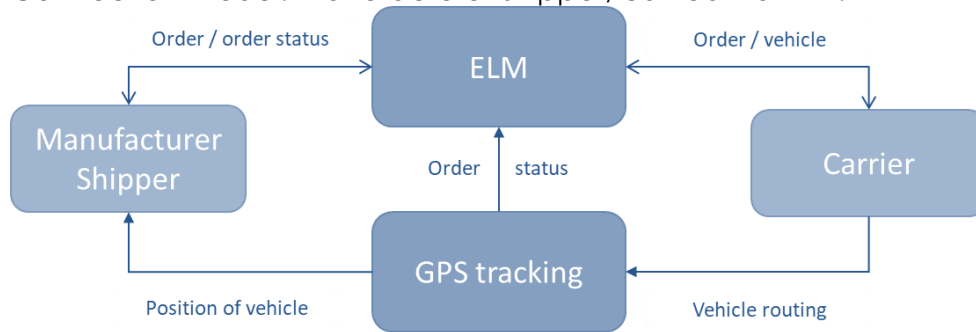 Order / order status
Order / vehicle
ELM
Manufacturer
Shipper
Carrier
Order status
GPS tracking
Position of vehicle
Vehicle routing